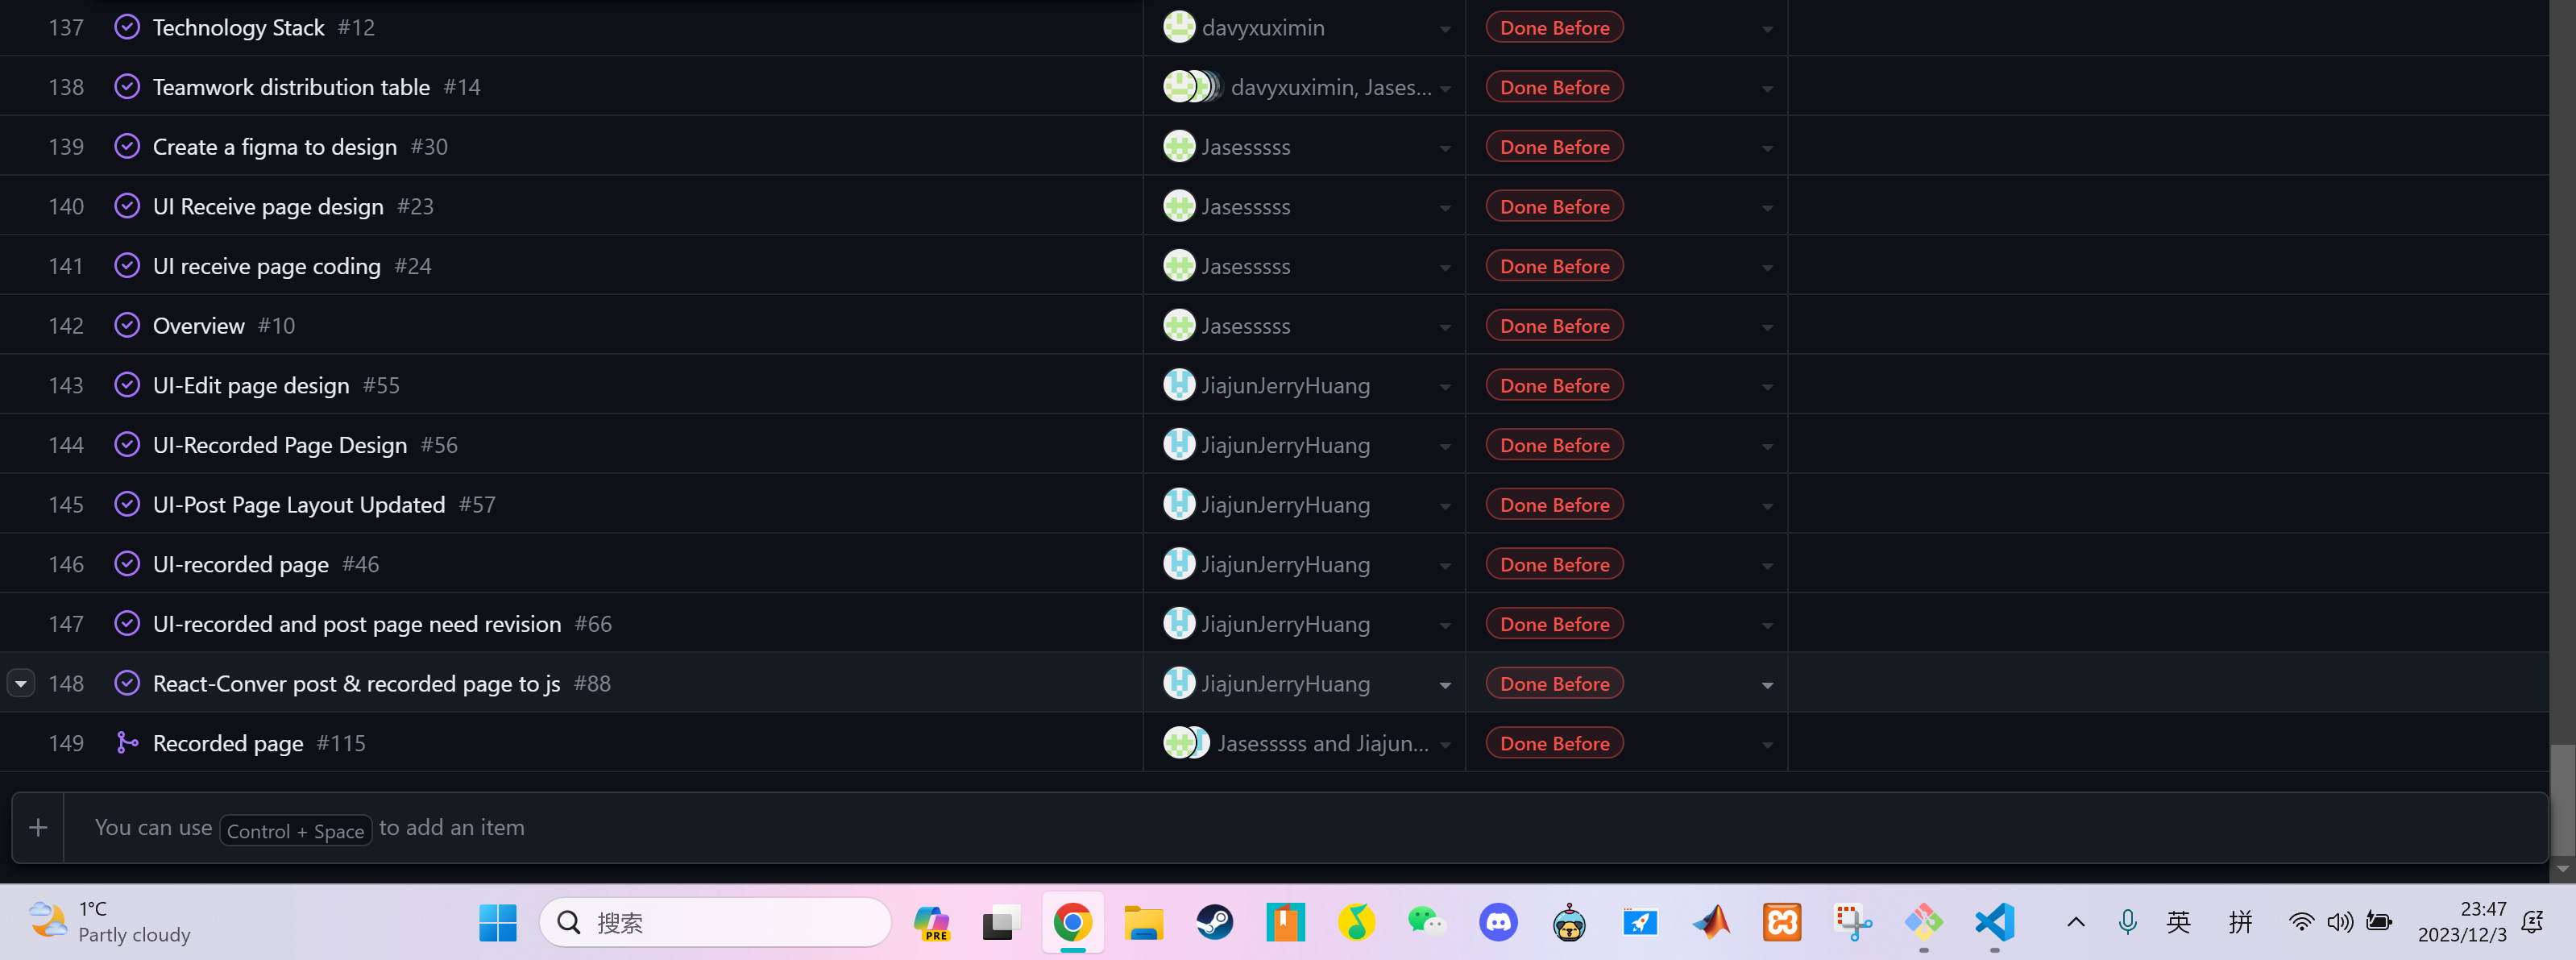 137 Technology Stack #12 davyxuximin Done Before
138 Teamwork distribution table #14 davyxuximin, Jases... Done Before
139 Create a figma to design #30 Jasesssss Done Before
140 UI Receive page design #23 Jasesssss Done Before
141 UI receive page coding #24 Jasesssss Done Before
142 Overview #10 Jasesssss Done Before
143 UI-Edit page design #55 JiajunJerryHuang Done Before
144 UI-Recorded Page Design #56 JiajunJerryHuang Done Before
145 UI-Post Page Layout Updated #57 JiajunJerryHuang Done Before
146 UI-recorded page #46 JiajunJerryHuang Done Before
147 UI-recorded and post page need revision #66 JiajunJerryHuang Done Before
148 React-Conver post & recorded page to js #88 JiajunJerryHuang Done Before
149 Recorded page #115 Jasesssss and Jiajun... Done Before
+ You can use Control + Space to add an item
1°C
Partly cloudy
搜索
PRE
英
拼
23:47
2023/12/3